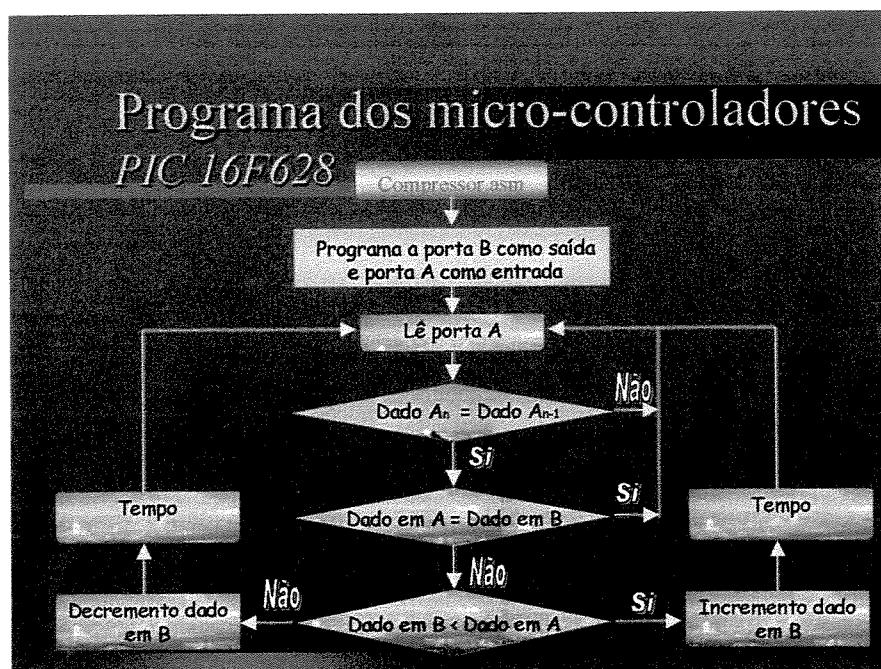 Programa dos micro-controladores
PIC 16F628
Compressor.asm
Programa a porta B como saída
e porta A como entrada
Lê porta A
Não
Dado An = Dado An-1
Si
Tempo
Dado em A = Dado em B
Si
Tempo
Não
Decremento dado
em B
Não
Dado em B < Dado em A
Si
Incremento dado
em B